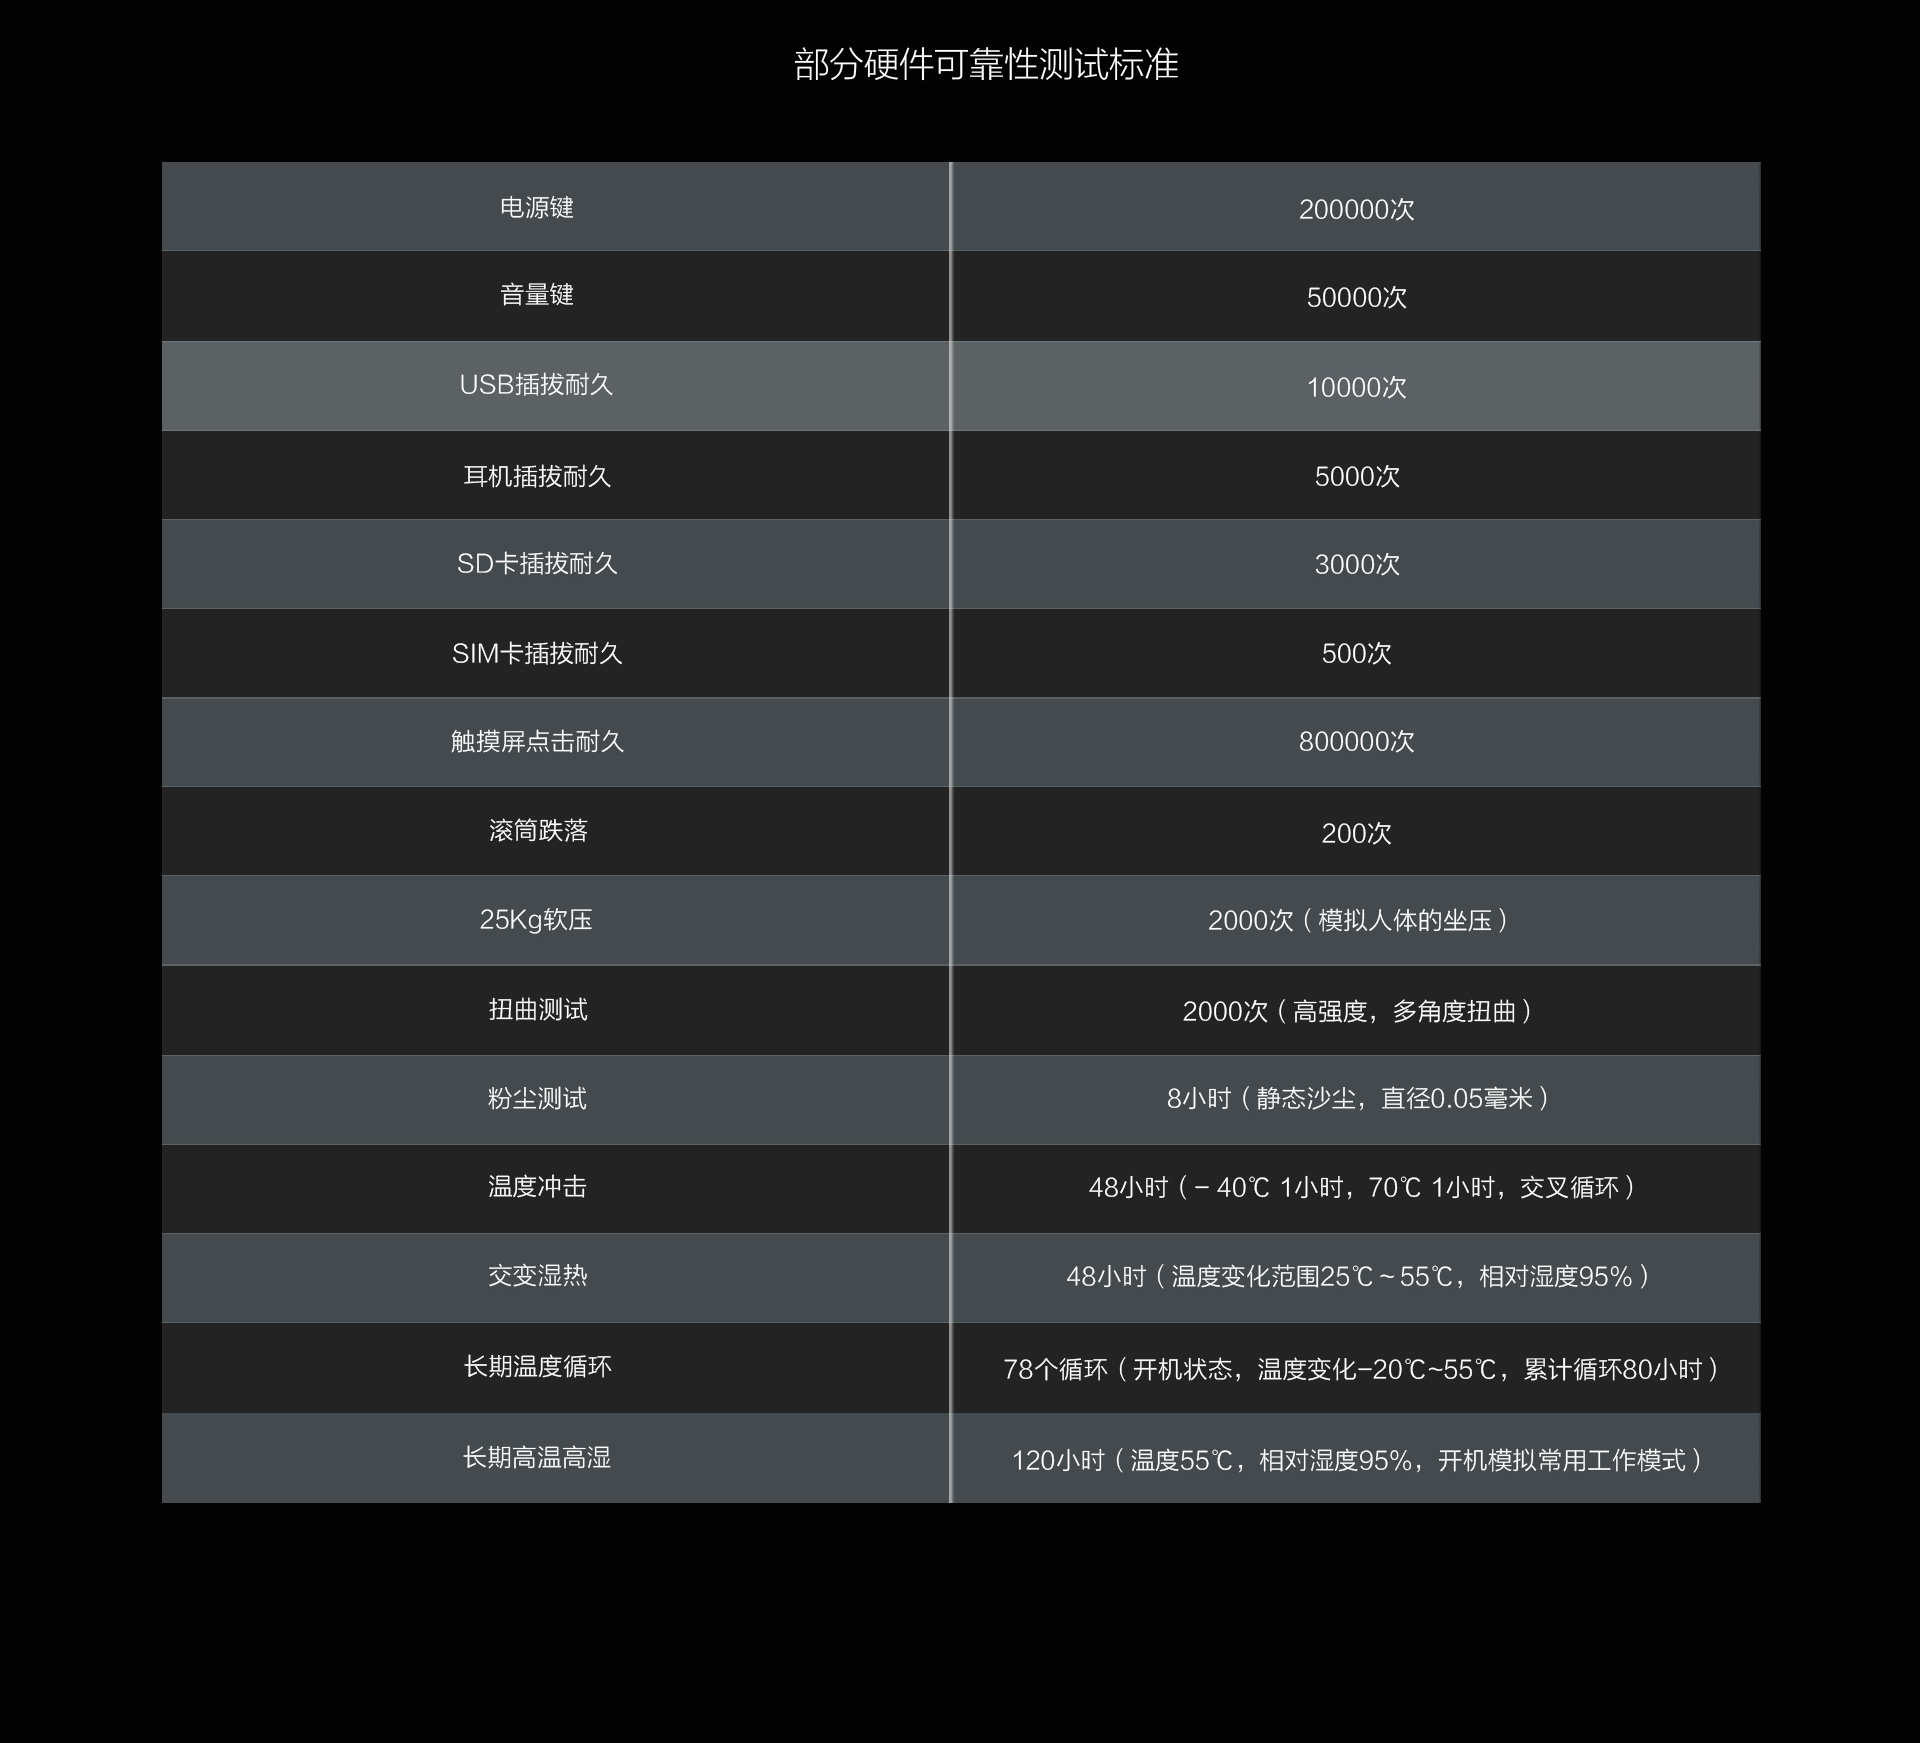 部分硬件可靠性测试标准
电源键 200000次
音量键 50000次
USB插拔耐久 10000次
耳机插拔耐久 5000次
SD卡插拔耐久 3000次
SIM卡插拔耐久 500次
触摸屏点击耐久 800000次
滚筒跌落 200次
25Kg软压 2000次（模拟人体的坐压）
扭曲测试 2000次（高强度，多角度扭曲）
粉尘测试 8小时（静态沙尘，直径0.05毫米）
温度冲击 48小时（- 40℃ 1小时，70℃ 1小时，交叉循环）
交变湿热 48小时（温度变化范围25℃ ~ 55℃，相对湿度95%）
长期温度循环 78个循环（开机状态，温度变化-20℃~55℃，累计循环80小时）
长期高温高湿 120小时（温度55℃，相对湿度95%，开机模拟常用工作模式）